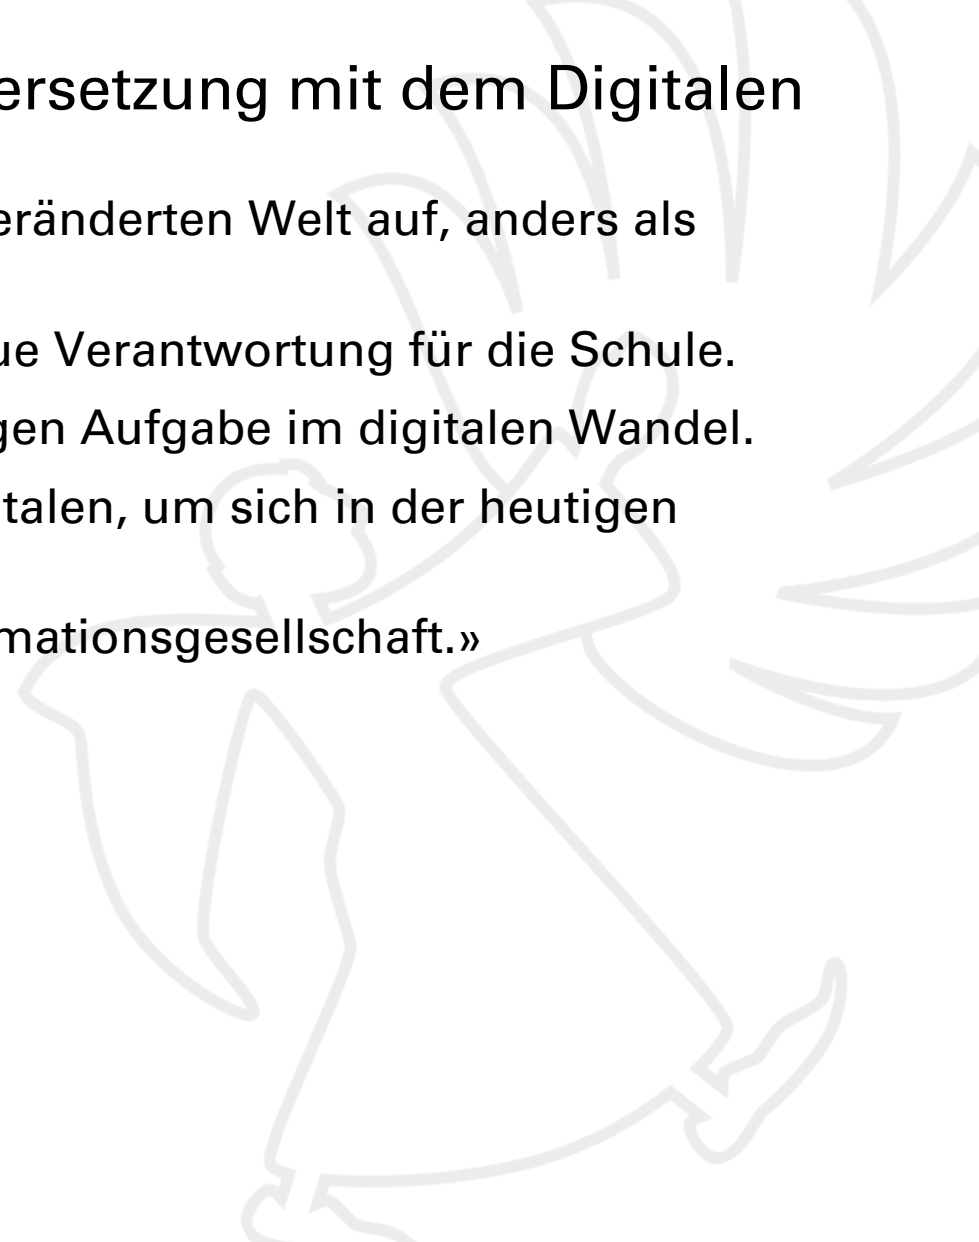 ersetzung mit dem Digitalen
eränderten Welt auf, anders als
ue Verantwortung für die Schule.
gen Aufgabe im digitalen Wandel.
talen, um sich in der heutigen
mationsgesellschaft.»